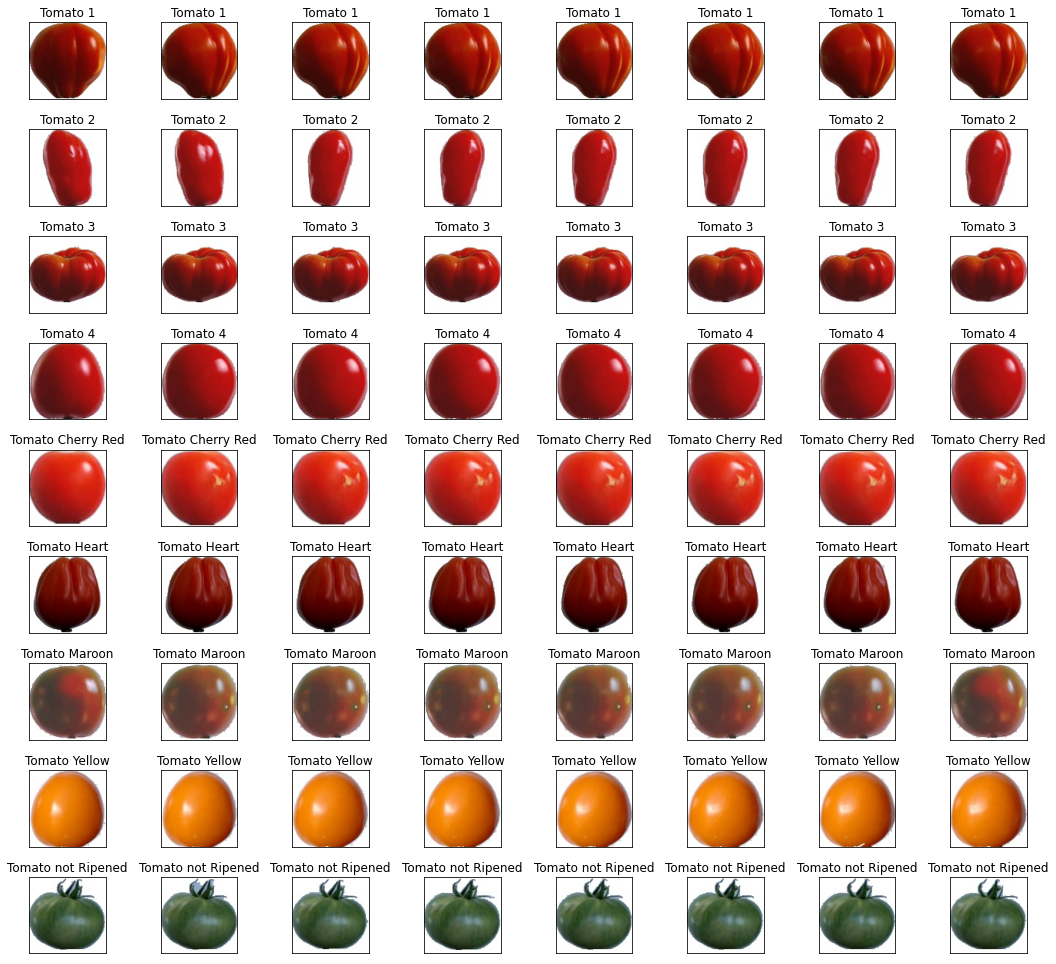 Tomato 1 Tomato 1 Tomato 1 Tomato 1 Tomato 1 Tomato 1 Tomato 1 Tomato 1
Tomato 2 Tomato 2 Tomato 2 Tomato 2 Tomato 2 Tomato 2 Tomato 2 Tomato 2
Tomato 3 Tomato 3 Tomato 3 Tomato 3 Tomato 3 Tomato 3 Tomato 3 Tomato 3
Tomato 4 Tomato 4 Tomato 4 Tomato 4 Tomato 4 Tomato 4 Tomato 4 Tomato 4
Tomato Cherry Red Tomato Cherry Red Tomato Cherry Red Tomato Cherry Red Tomato Cherry Red Tomato Cherry Red Tomato Cherry Red Tomato Cherry Red
Tomato Heart Tomato Heart Tomato Heart Tomato Heart Tomato Heart Tomato Heart Tomato Heart Tomato Heart
Tomato Maroon Tomato Maroon Tomato Maroon Tomato Maroon Tomato Maroon Tomato Maroon Tomato Maroon Tomato Maroon
Tomato Yellow Tomato Yellow Tomato Yellow Tomato Yellow Tomato Yellow Tomato Yellow Tomato Yellow Tomato Yellow
Tomato not Ripened Tomato not Ripened Tomato not Ripened Tomato not Ripened Tomato not Ripened Tomato not Ripened Tomato not Ripened Tomato not Ripened